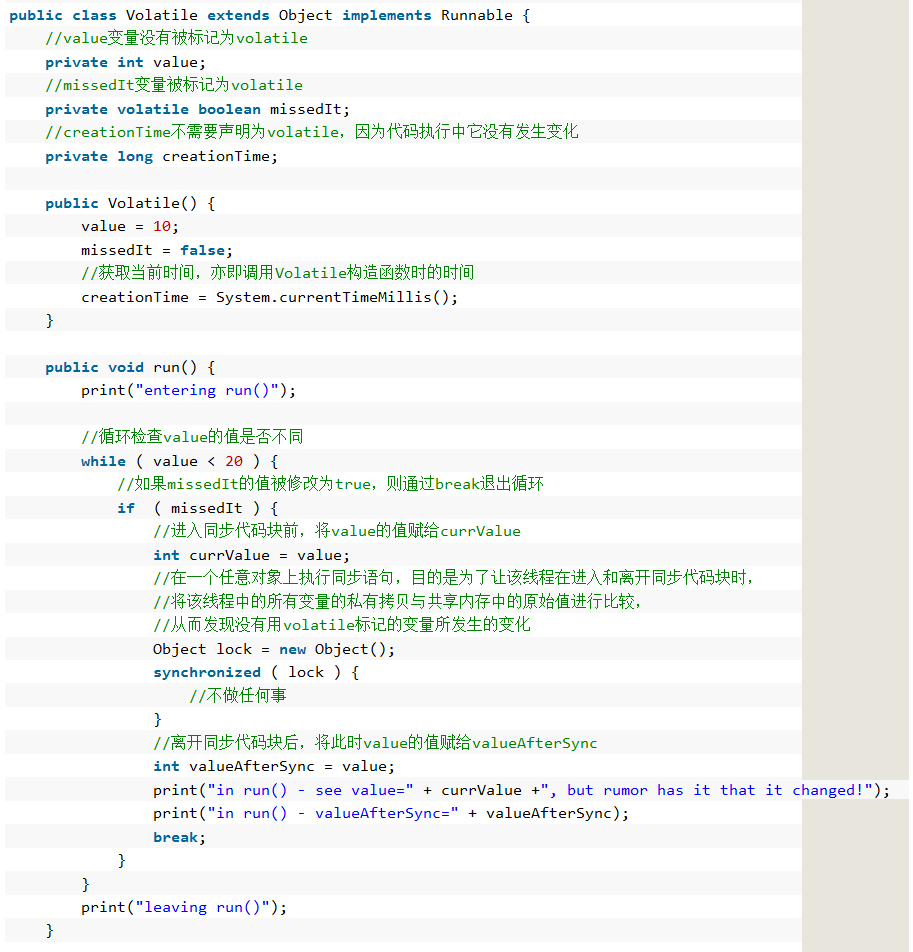 public class Volatile extends Object implements Runnable {
//value变量没有被标记为volatile
private int value;
//missedIt变量被标记为volatile
private volatile boolean missedIt;
//creationTime不需要声明为volatile，因为代码执行中它没有发生变化
private long creationTime;
public Volatile() {
value = 10;
missedIt = false;
//获取当前时间，亦即调用Volatile构造函数时的时间
creationTime = System.currentTimeMillis();
}
public void run() {
print("entering run()");
//循环检查value的值是否不同
while ( value < 20 ) {
//如果missedIt的值被修改为true，则通过break退出循环
if  ( missedIt ) {
//进入同步代码块前，将value的值赋给currValue
int currValue = value;
//在一个任意对象上执行同步语句，目的是为了让该线程在进入和离开同步代码块时，
//将该线程中的所有变量的私有拷贝与共享内存中的原始值进行比较，
//从而发现没有用volatile标记的变量所发生的变化
Object lock = new Object();
synchronized ( lock ) {
//不做任何事
}
//离开同步代码块后，将此时value的值赋给valueAfterSync
int valueAfterSync = value;
print("in run() - see value=" + currValue +", but rumor has it that it changed!");
print("in run() - valueAfterSync=" + valueAfterSync);
break;
}
}
print("leaving run()");
}